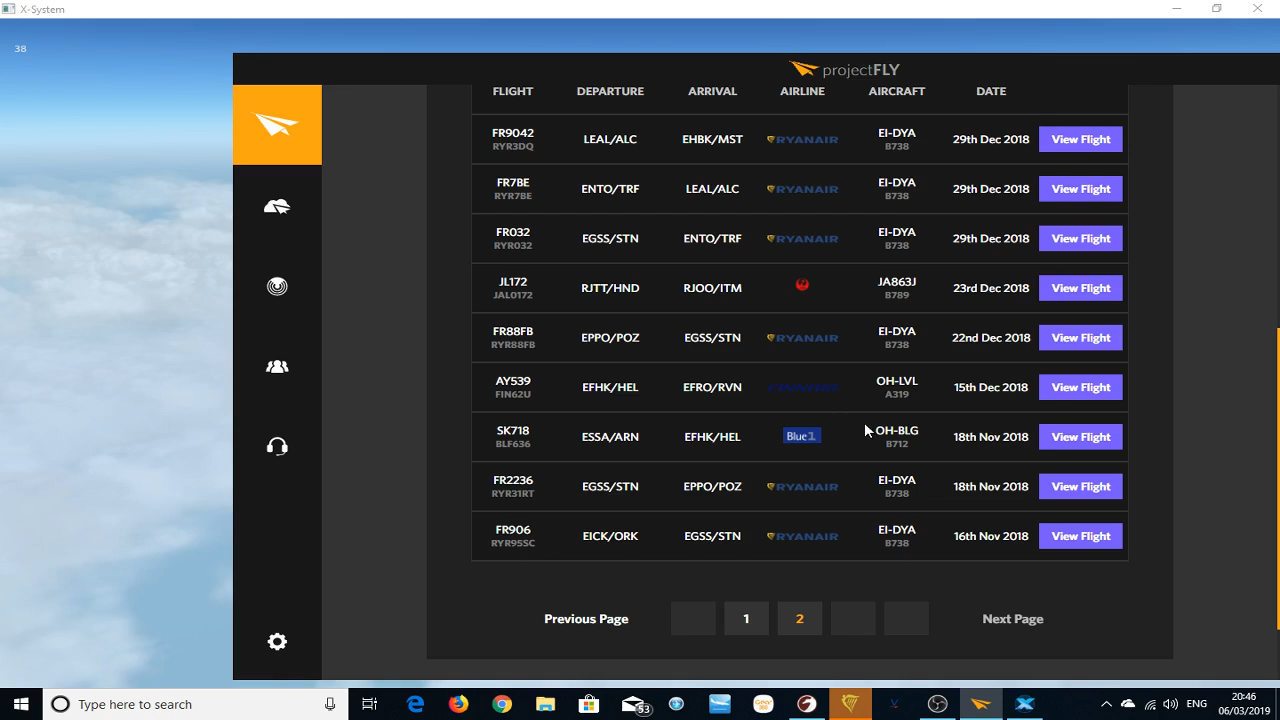 X-System
38
projectFLY
FLIGHT DEPARTURE ARRIVAL AIRLINE AIRCRAFT DATE
FR9042 LEAL/ALC EHBK/MST RYANAIR EI-DYA 29th Dec 2018 View Flight
RYR3DQ B738
FR7BE ENTO/TRF LEAL/ALC RYANAIR EI-DYA 29th Dec 2018 View Flight
RYR7BE B738
FR032 EGSS/STN ENTO/TRF RYANAIR EI-DYA 29th Dec 2018 View Flight
RYR032 B738
JL172 RJTT/HND RJOO/ITM JA863J 23rd Dec 2018 View Flight
JAL0172 B789
FR88FB EPPO/POZ EGSS/STN RYANAIR EI-DYA 22nd Dec 2018 View Flight
RYR88FB B738
AY539 EFHK/HEL EFRO/RVN FINNAIR OH-LVL 15th Dec 2018 View Flight
FIN62U A319
SK718 ESSA/ARN EFHK/HEL Blue1 OH-BLG 18th Nov 2018 View Flight
BLF636 B712
FR2236 EGSS/STN EPPO/POZ RYANAIR EI-DYA 18th Nov 2018 View Flight
RYR31RT B738
FR906 EICK/ORK EGSS/STN RYANAIR EI-DYA 16th Nov 2018 View Flight
RYR95SC B738
Previous Page 1 2 Next Page
Type here to search 53 ENG 20:46
06/03/2019